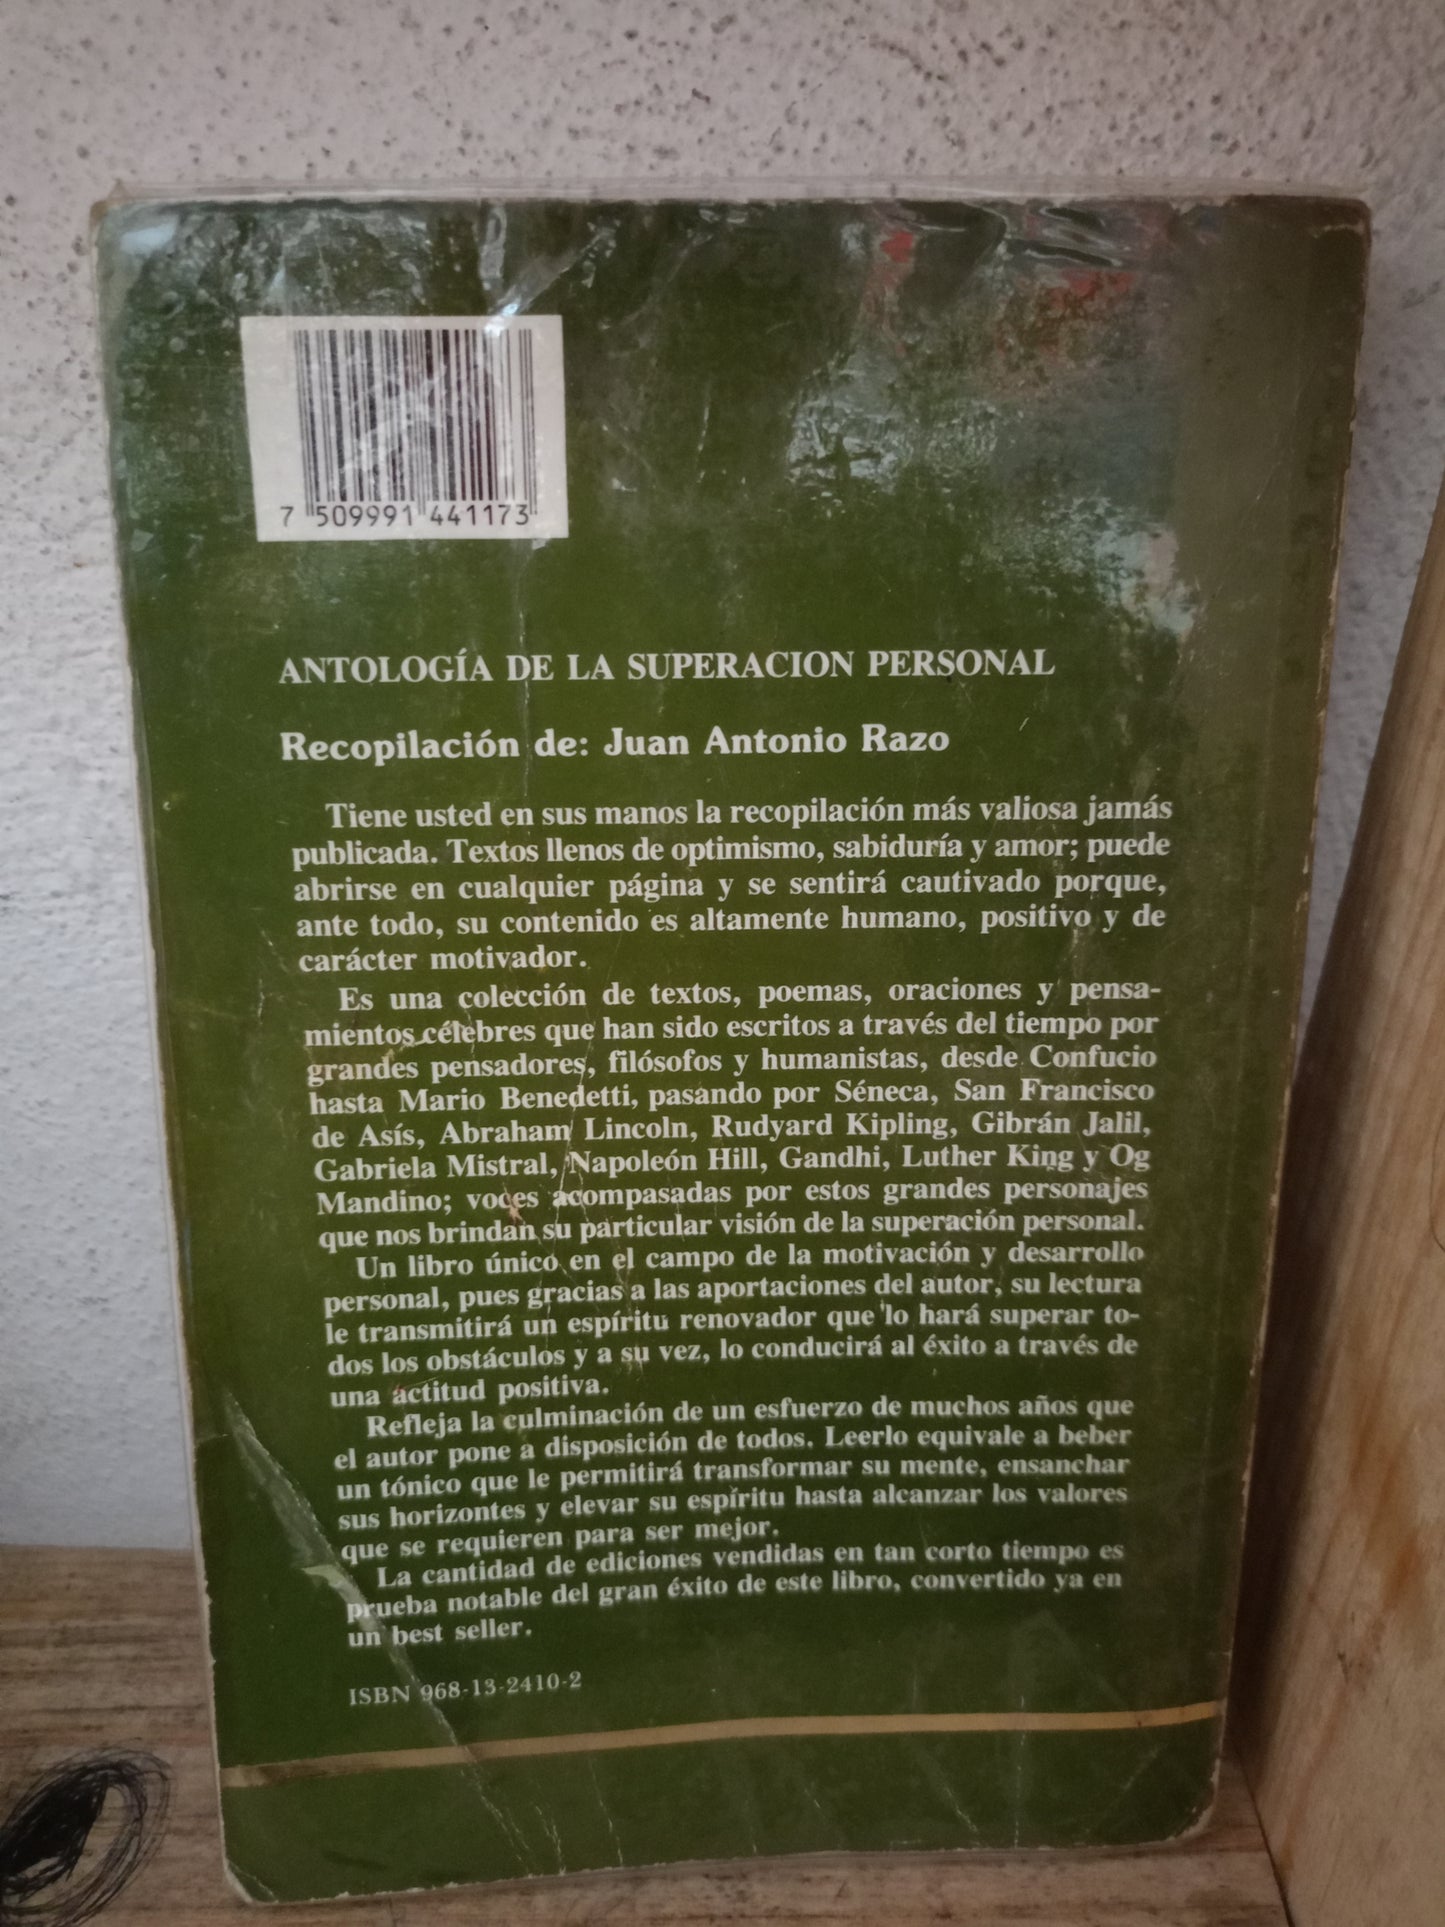 7 509991 441173
ANTOLOGÍA DE LA SUPERACION PERSONAL
Recopilación de: Juan Antonio Razo
Tiene usted en sus manos la recopilación más valiosa jamás
publicada. Textos llenos de optimismo, sabiduría y amor; puede
abrirse en cualquier página y se sentirá cautivado porque,
ante todo, su contenido es altamente humano, positivo y de
carácter motivador.
Es una colección de textos, poemas, oraciones y pensa-
mientos célebres que han sido escritos a través del tiempo por
grandes pensadores, filósofos y humanistas, desde Confucio
hasta Mario Benedetti, pasando por Séneca, San Francisco
de Asís, Abraham Lincoln, Rudyard Kipling, Gibrán Jalil,
Gabriela Mistral, Napoleón Hill, Gandhi, Luther King y Og
Mandino; voces acompasadas por estos grandes personajes
que nos brindan su particular visión de la superación personal.
Un libro único en el campo de la motivación y desarrollo
personal, pues gracias a las aportaciones del autor, su lectura
le transmitirá un espíritu renovador que lo hará superar to-
dos los obstáculos y a su vez, lo conducirá al éxito a través de
una actitud positiva.
Refleja la culminación de un esfuerzo de muchos años que
el autor pone a disposición de todos. Leerlo equivale a beber
un tónico que le permitirá transformar su mente, ensanchar
sus horizontes y elevar su espíritu hasta alcanzar los valores
que se requieren para ser mejor.
La cantidad de ediciones vendidas en tan corto tiempo es
prueba notable del gran éxito de este libro, convertido ya en
un best seller.
ISBN 968-13-2410-2